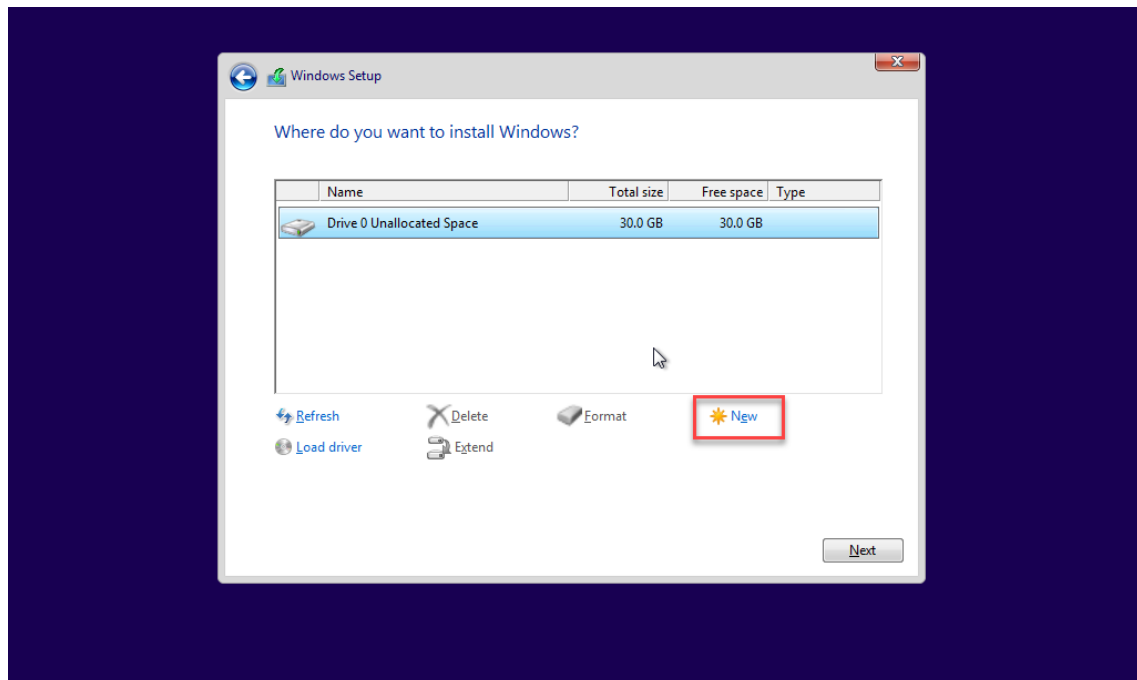 Windows Setup
Where do you want to install Windows?
Name Total size Free space Type
Drive 0 Unallocated Space 30.0 GB 30.0 GB
Refresh Delete Format New
Load driver Extend
Next